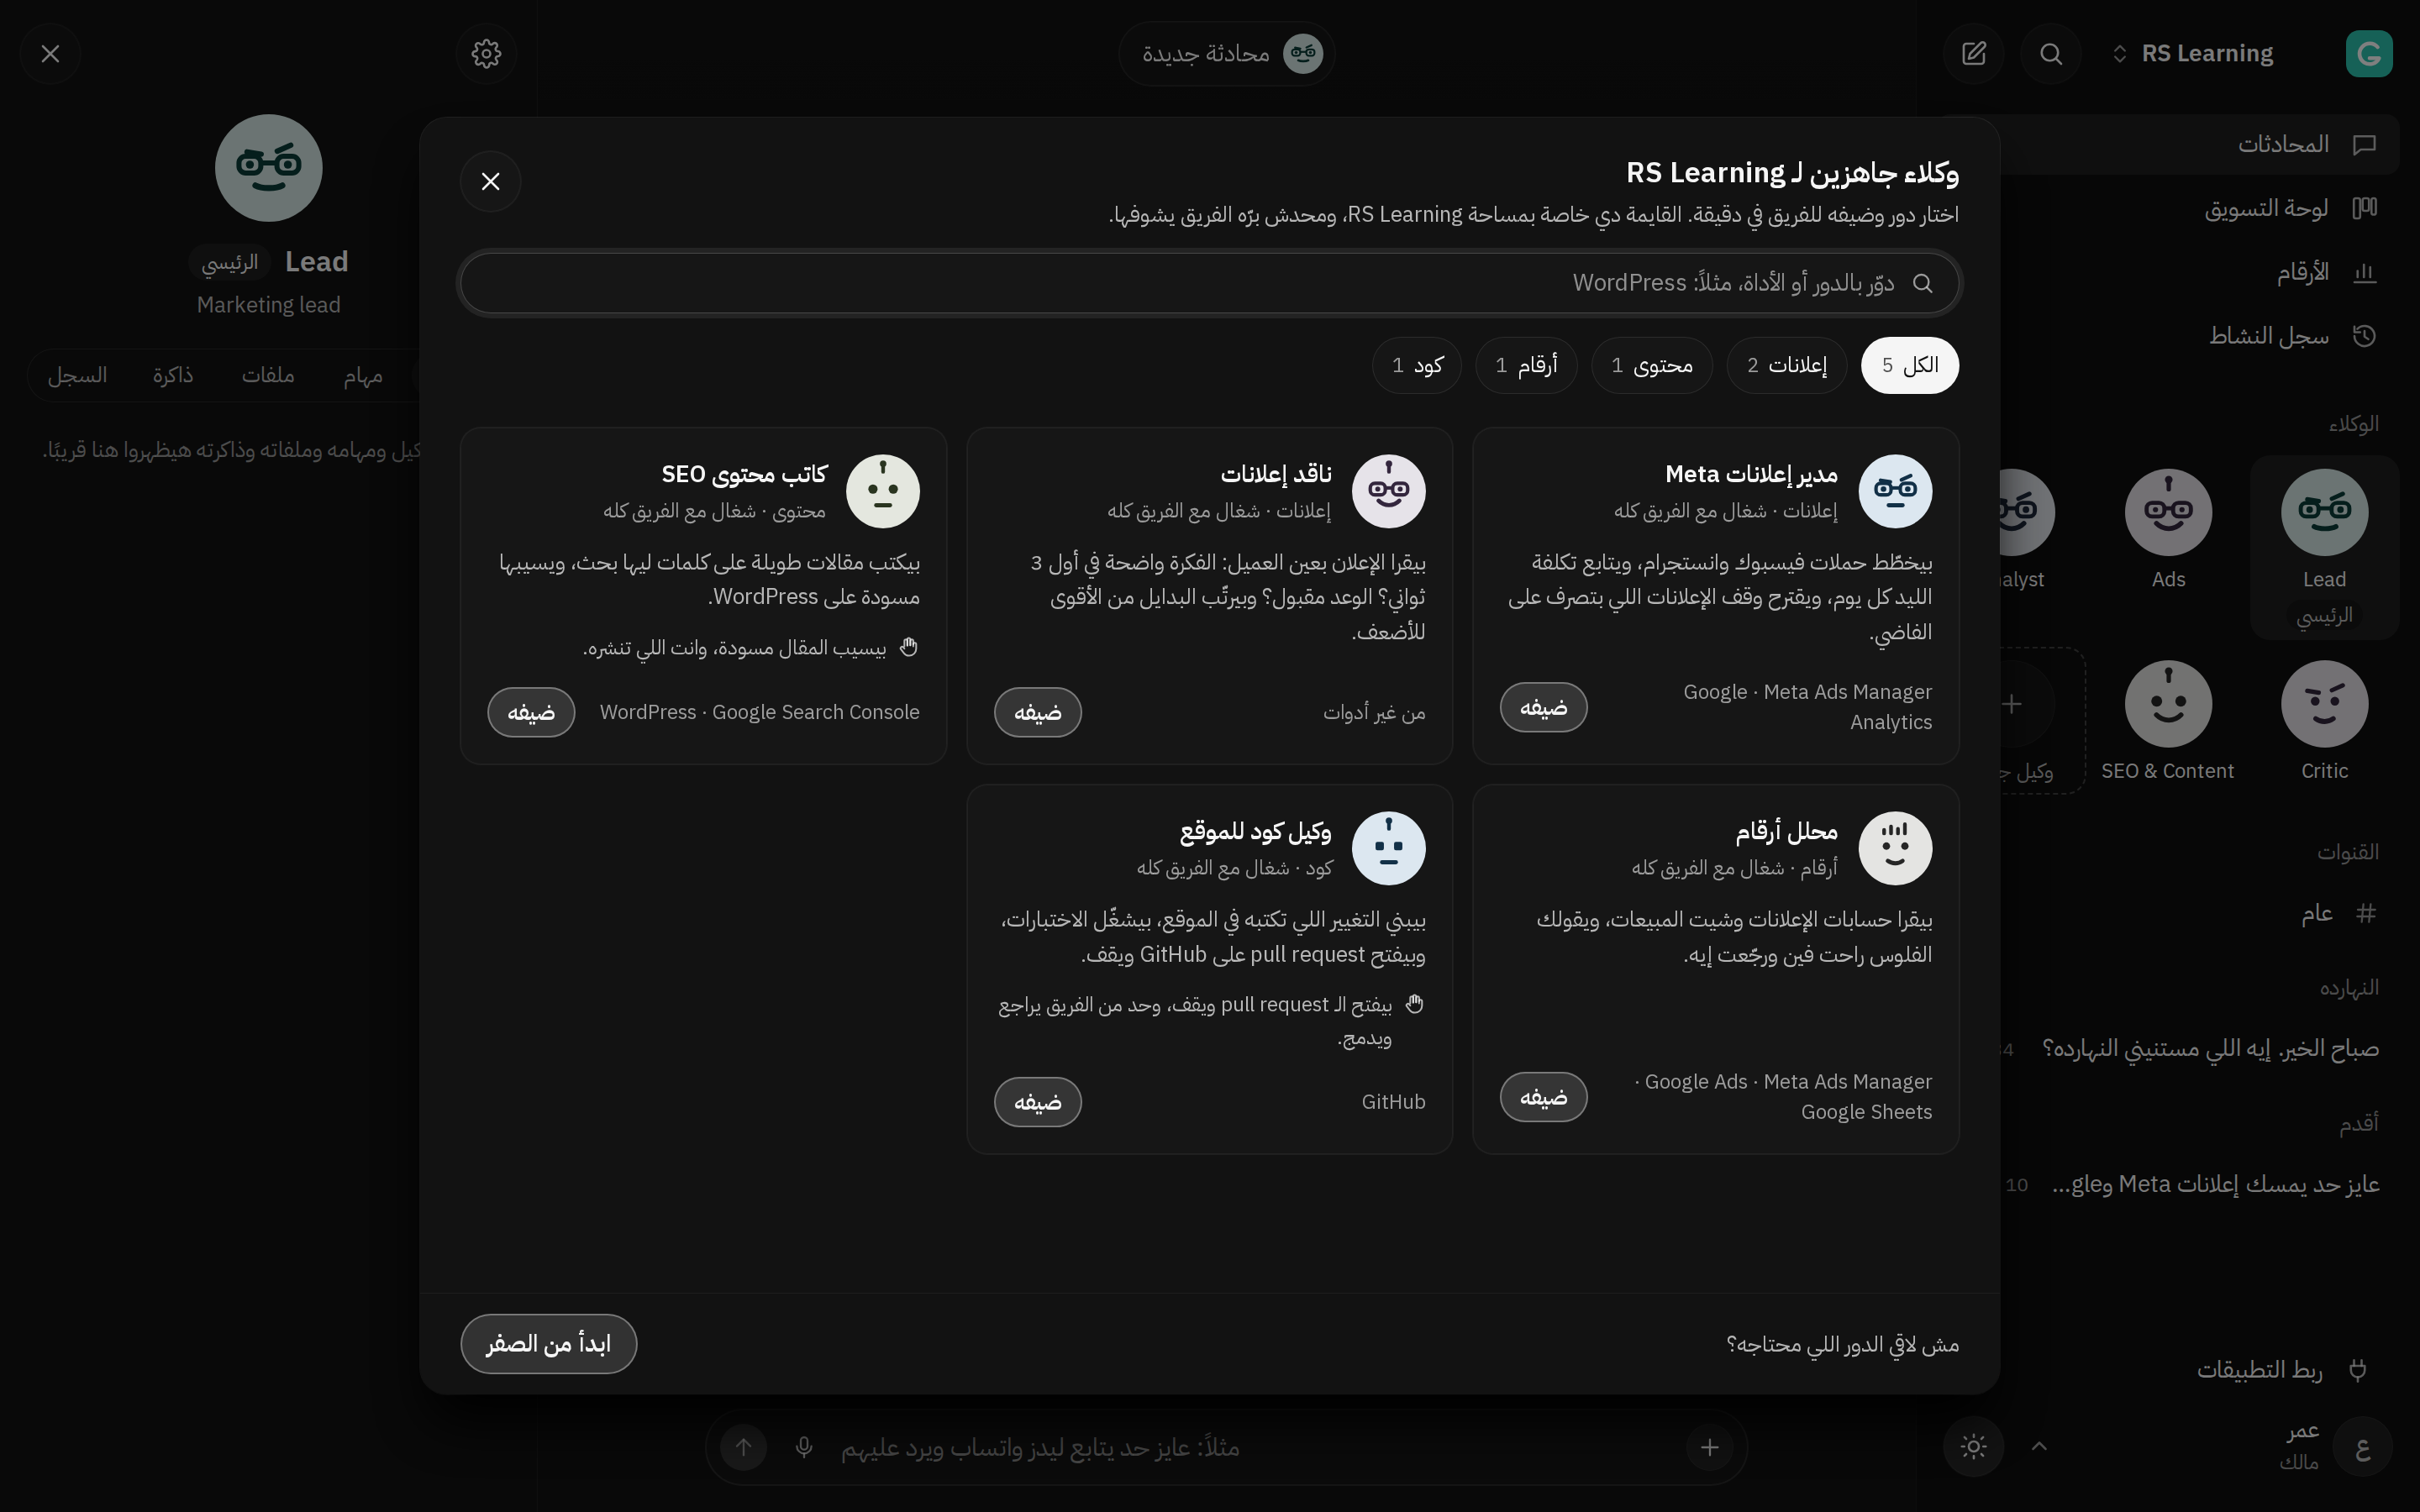 RS Learning
محادثة جديدة
المحادثات
لوحة التسويق
الأرقام
سجل النشاط
الوكلاء
Lead
الرئيسي
Ads
Critic
SEO & Content
القنوات
عام
النهارده
صباح الخير. إيه اللي مستنيني النهارده؟
أقدم
عايز حد يمسك إعلانات Meta وgle...
10
ربط التطبيقات
ع
عمر
مالك
وكلاء جاهزين لـ RS Learning
اختار دور وضيفه للفريق في دقيقة. القايمة دي خاصة بمساحة RS Learning، ومحدش برّه الفريق يشوفها.
دوّر بالدور أو الأداة، مثلاً: WordPress
الكل 5
إعلانات 2
محتوى 1
أرقام 1
كود 1
مدير إعلانات Meta
إعلانات · شغال مع الفريق كله
بيخطّط حملات فيسبوك وانستجرام، ويتابع تكلفة
الليد كل يوم، ويقترح وقف الإعلانات اللي بتصرف على
الفاضي.
Google · Meta Ads Manager
Analytics
ضيفه
ناقد إعلانات
إعلانات · شغال مع الفريق كله
بيقرا الإعلان بعين العميل: الفكرة واضحة في أول 3
ثواني؟ الوعد مقبول؟ وبيرتّب البدايل من الأقوى
للأضعف.
من غير أدوات
ضيفه
كاتب محتوى SEO
محتوى · شغال مع الفريق كله
بيكتب مقالات طويلة على كلمات ليها بحث، ويسيبها
مسودة على WordPress.
بيسيب المقال مسودة، وانت اللي تنشره.
WordPress · Google Search Console
ضيفه
محلل أرقام
أرقام · شغال مع الفريق كله
بيقرا حسابات الإعلانات وشيت المبيعات، ويقولك
الفلوس راحت فين ورجّعت إيه.
· Google Ads · Meta Ads Manager
Google Sheets
ضيفه
وكيل كود للموقع
كود · شغال مع الفريق كله
بيبني التغيير اللي تكتبه في الموقع، بيشغّل الاختبارات،
وبيفتح pull request على GitHub ويقف.
بيفتح الـ pull request ويقف، وحد من الفريق يراجع
ويدمج.
GitHub
ضيفه
مش لاقي الدور اللي محتاجه؟
ابدأ من الصفر
مثلاً: عايز حد يتابع ليدز واتساب ويرد عليهم
Lead
الرئيسي
Marketing lead
مهام
ملفات
ذاكرة
السجل
ومهامه وملفاته وذاكرته هيظهروا هنا قريبًا.